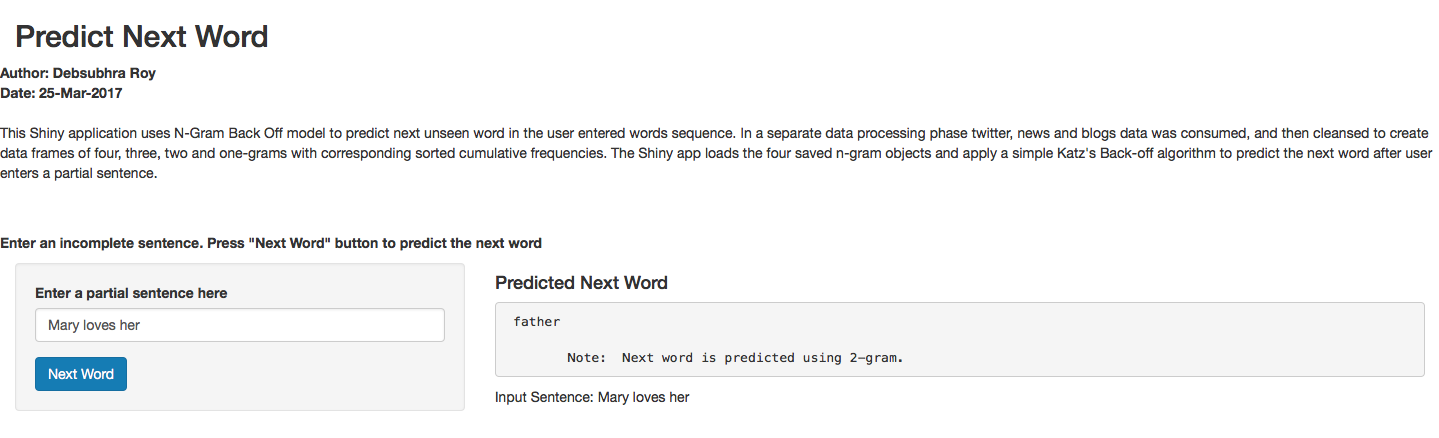 Predict Next Word
Author: Debsubhra Roy
Date: 25-Mar-2017
This Shiny application uses N-Gram Back Off model to predict next unseen word in the user entered words sequence. In a separate data processing phase twitter, news and blogs data was consumed, and then cleansed to create
data frames of four, three, two and one-grams with corresponding sorted cumulative frequencies. The Shiny app loads the four saved n-gram objects and apply a simple Katz's Back-off algorithm to predict the next word after user
enters a partial sentence.
Enter an incomplete sentence. Press "Next Word" button to predict the next word
Enter a partial sentence here
Mary loves her
Next Word
Predicted Next Word
father
Note: Next word is predicted using 2-gram.
Input Sentence: Mary loves her